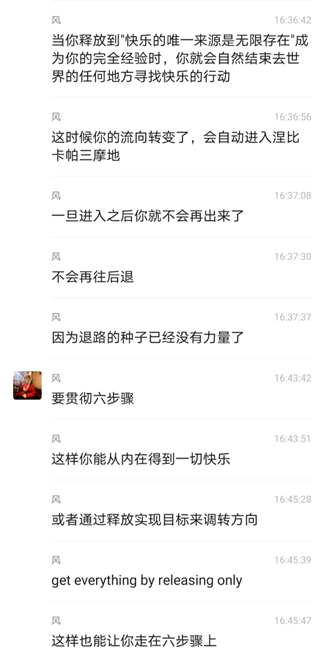 风 16:36:42
当你释放到"快乐的唯一来源是无限存在"成
为你的完全经验时，你就会自然结束去世
界的任何地方寻找快乐的行动
风 16:36:56
这时候你的流向转变了，会自动进入涅比
卡帕三摩地
风 16:37:08
一旦进入之后你就不会再出来了
风 16:37:30
不会再往后退
风 16:37:37
因为退路的种子已经没有力量了
风 16:43:42
要贯彻六步骤
风 16:43:51
这样你能从内在得到一切快乐
风 16:45:28
或者通过释放实现目标来调转方向
风 16:45:39
get everything by releasing only
风 16:45:47
这样也能让你走在六步骤上